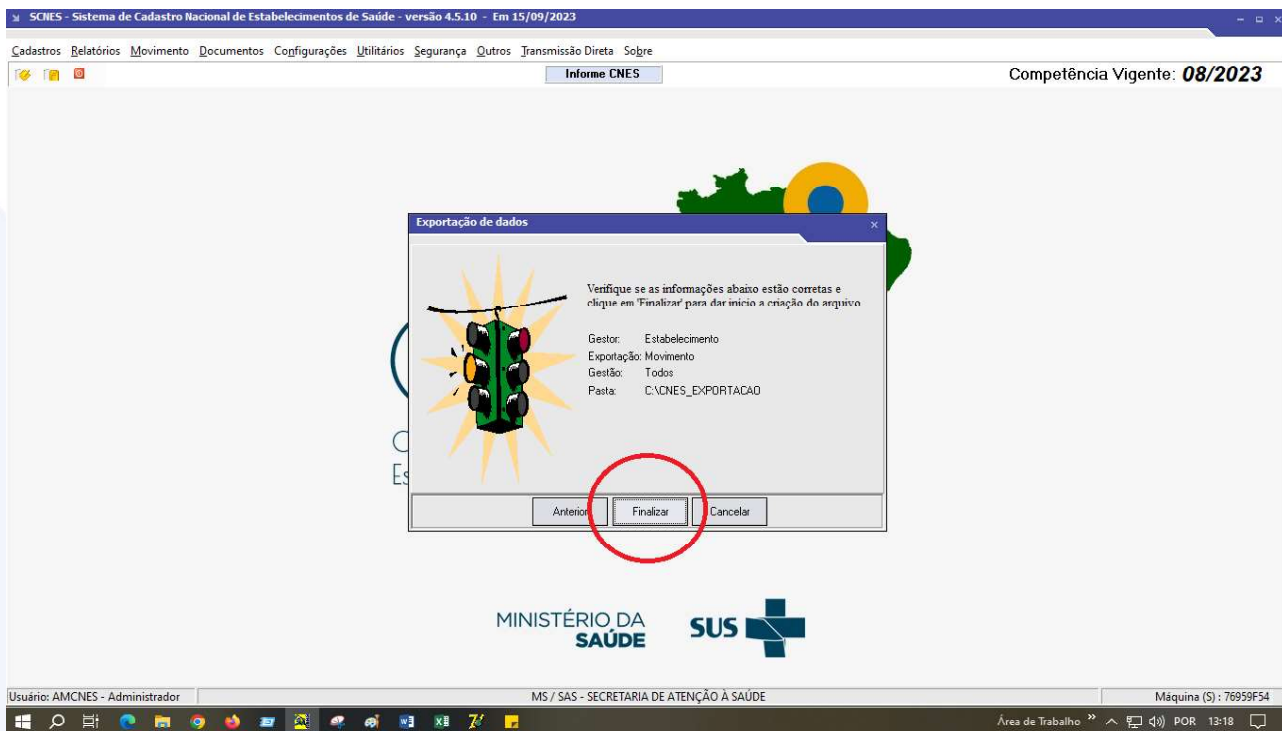 SCNES - Sistema de Cadastro Nacional de Estabelecimentos de Saúde - versão 4.5.10 - Em 15/09/2023
Cadastros Relatórios Movimento Documentos Configurações Utilitários Segurança Outros Transmissão Direta Sobre
Informe CNES
Competência Vigente: 08/2023
Exportação de dados
Verifique se as informações abaixo estão corretas e
clique em 'Finalizar' para dar inicio a criação do arquivo
Gestor: Estabelecimento
Exportação: Movimento
Gestão: Todos
Pasta: C:\CNES_EXPORTACAO
Anterior Finalizar Cancelar
MINISTÉRIO DA
SAÚDE
SUS
Usuário: AMCNES - Administrador MS / SAS - SECRETARIA DE ATENÇÃO À SAÚDE Máquina (S) : 76959F54
Área de Trabalho POR 13:18